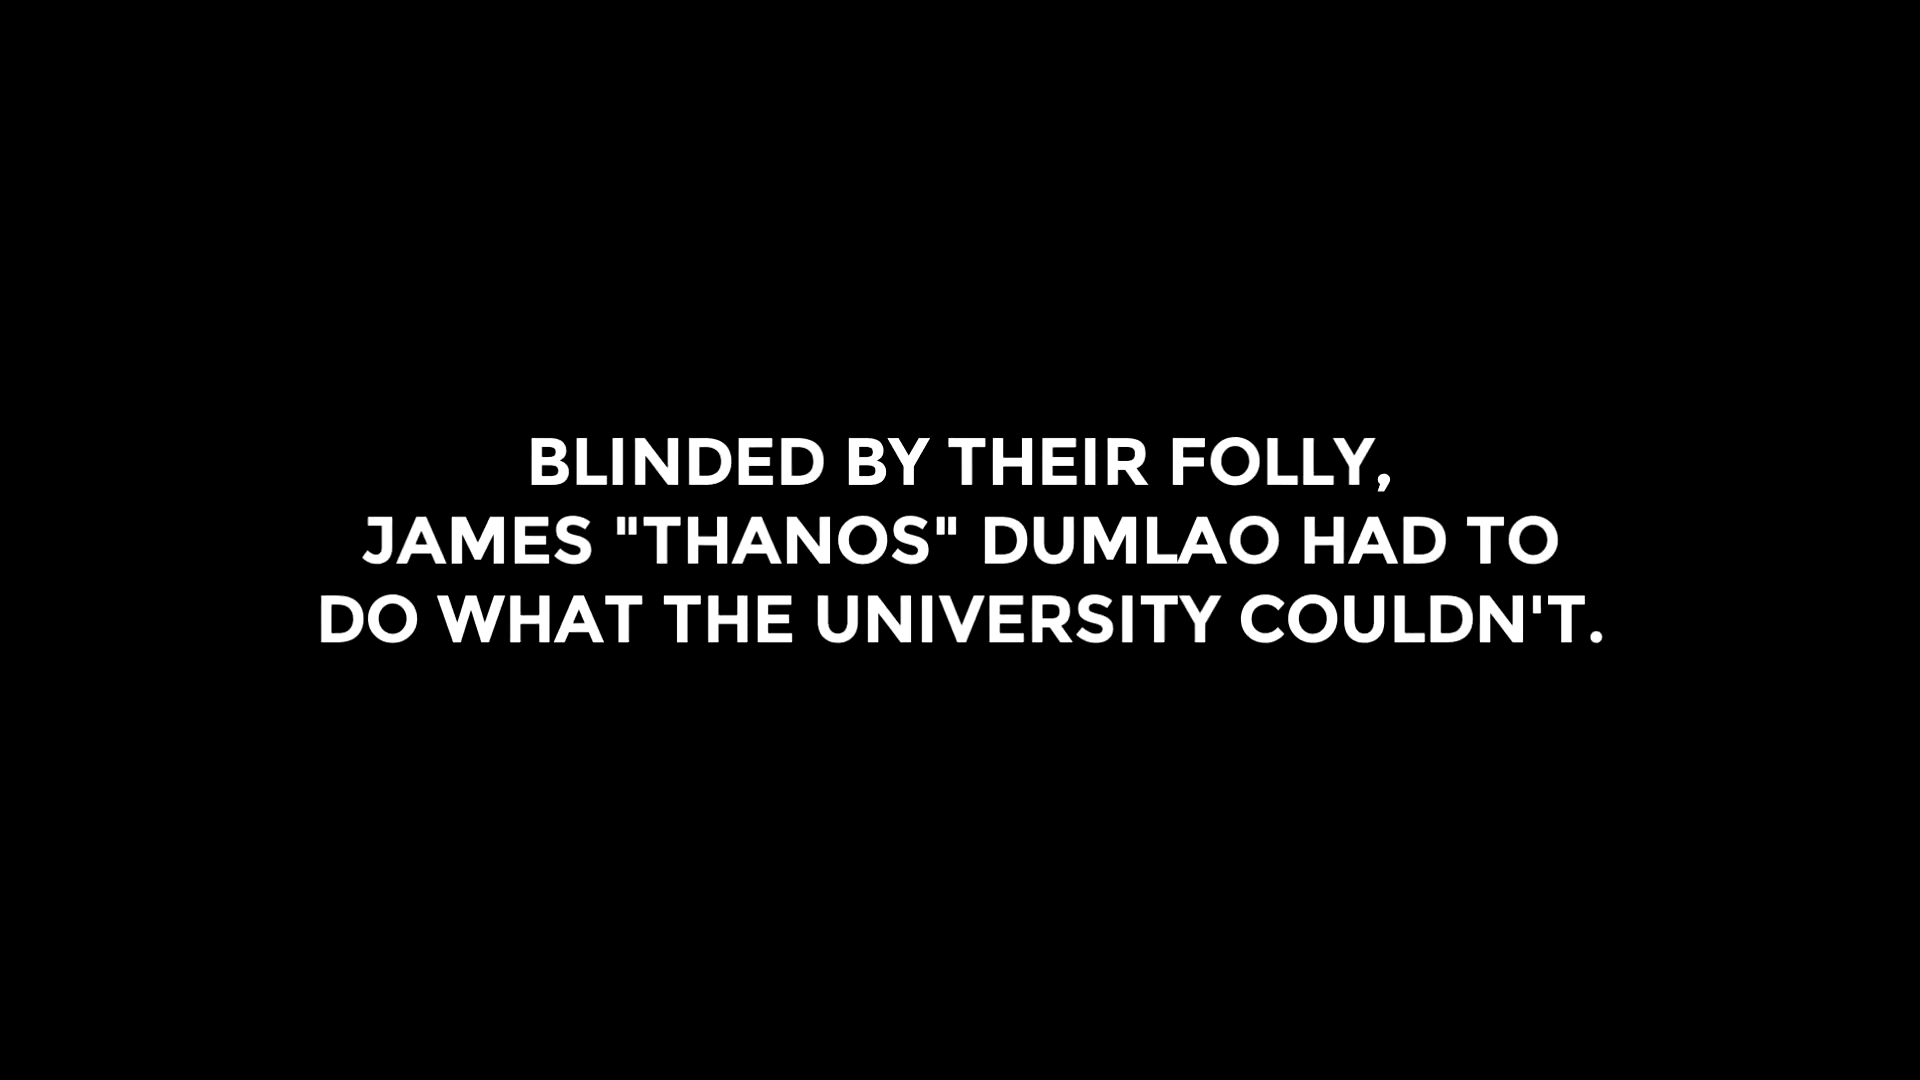 BLINDED BY THEIR FOLLY,
JAMES "THANOS" DUMLAO HAD TO
DO WHAT THE UNIVERSITY COULDN'T.